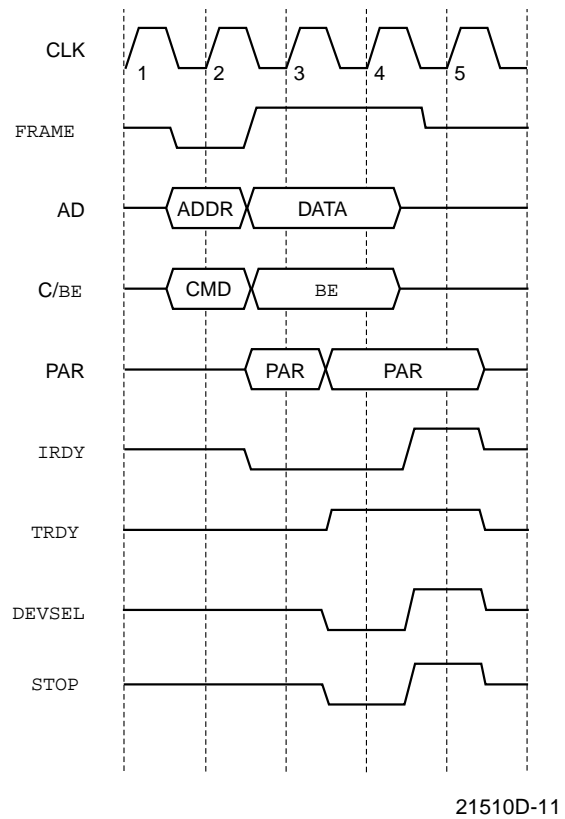 CLK
1 2 3 4 5
FRAME
AD ADDR DATA
C/BE CMD BE
PAR PAR PAR
IRDY
TRDY
DEVSEL
STOP
21510D-11